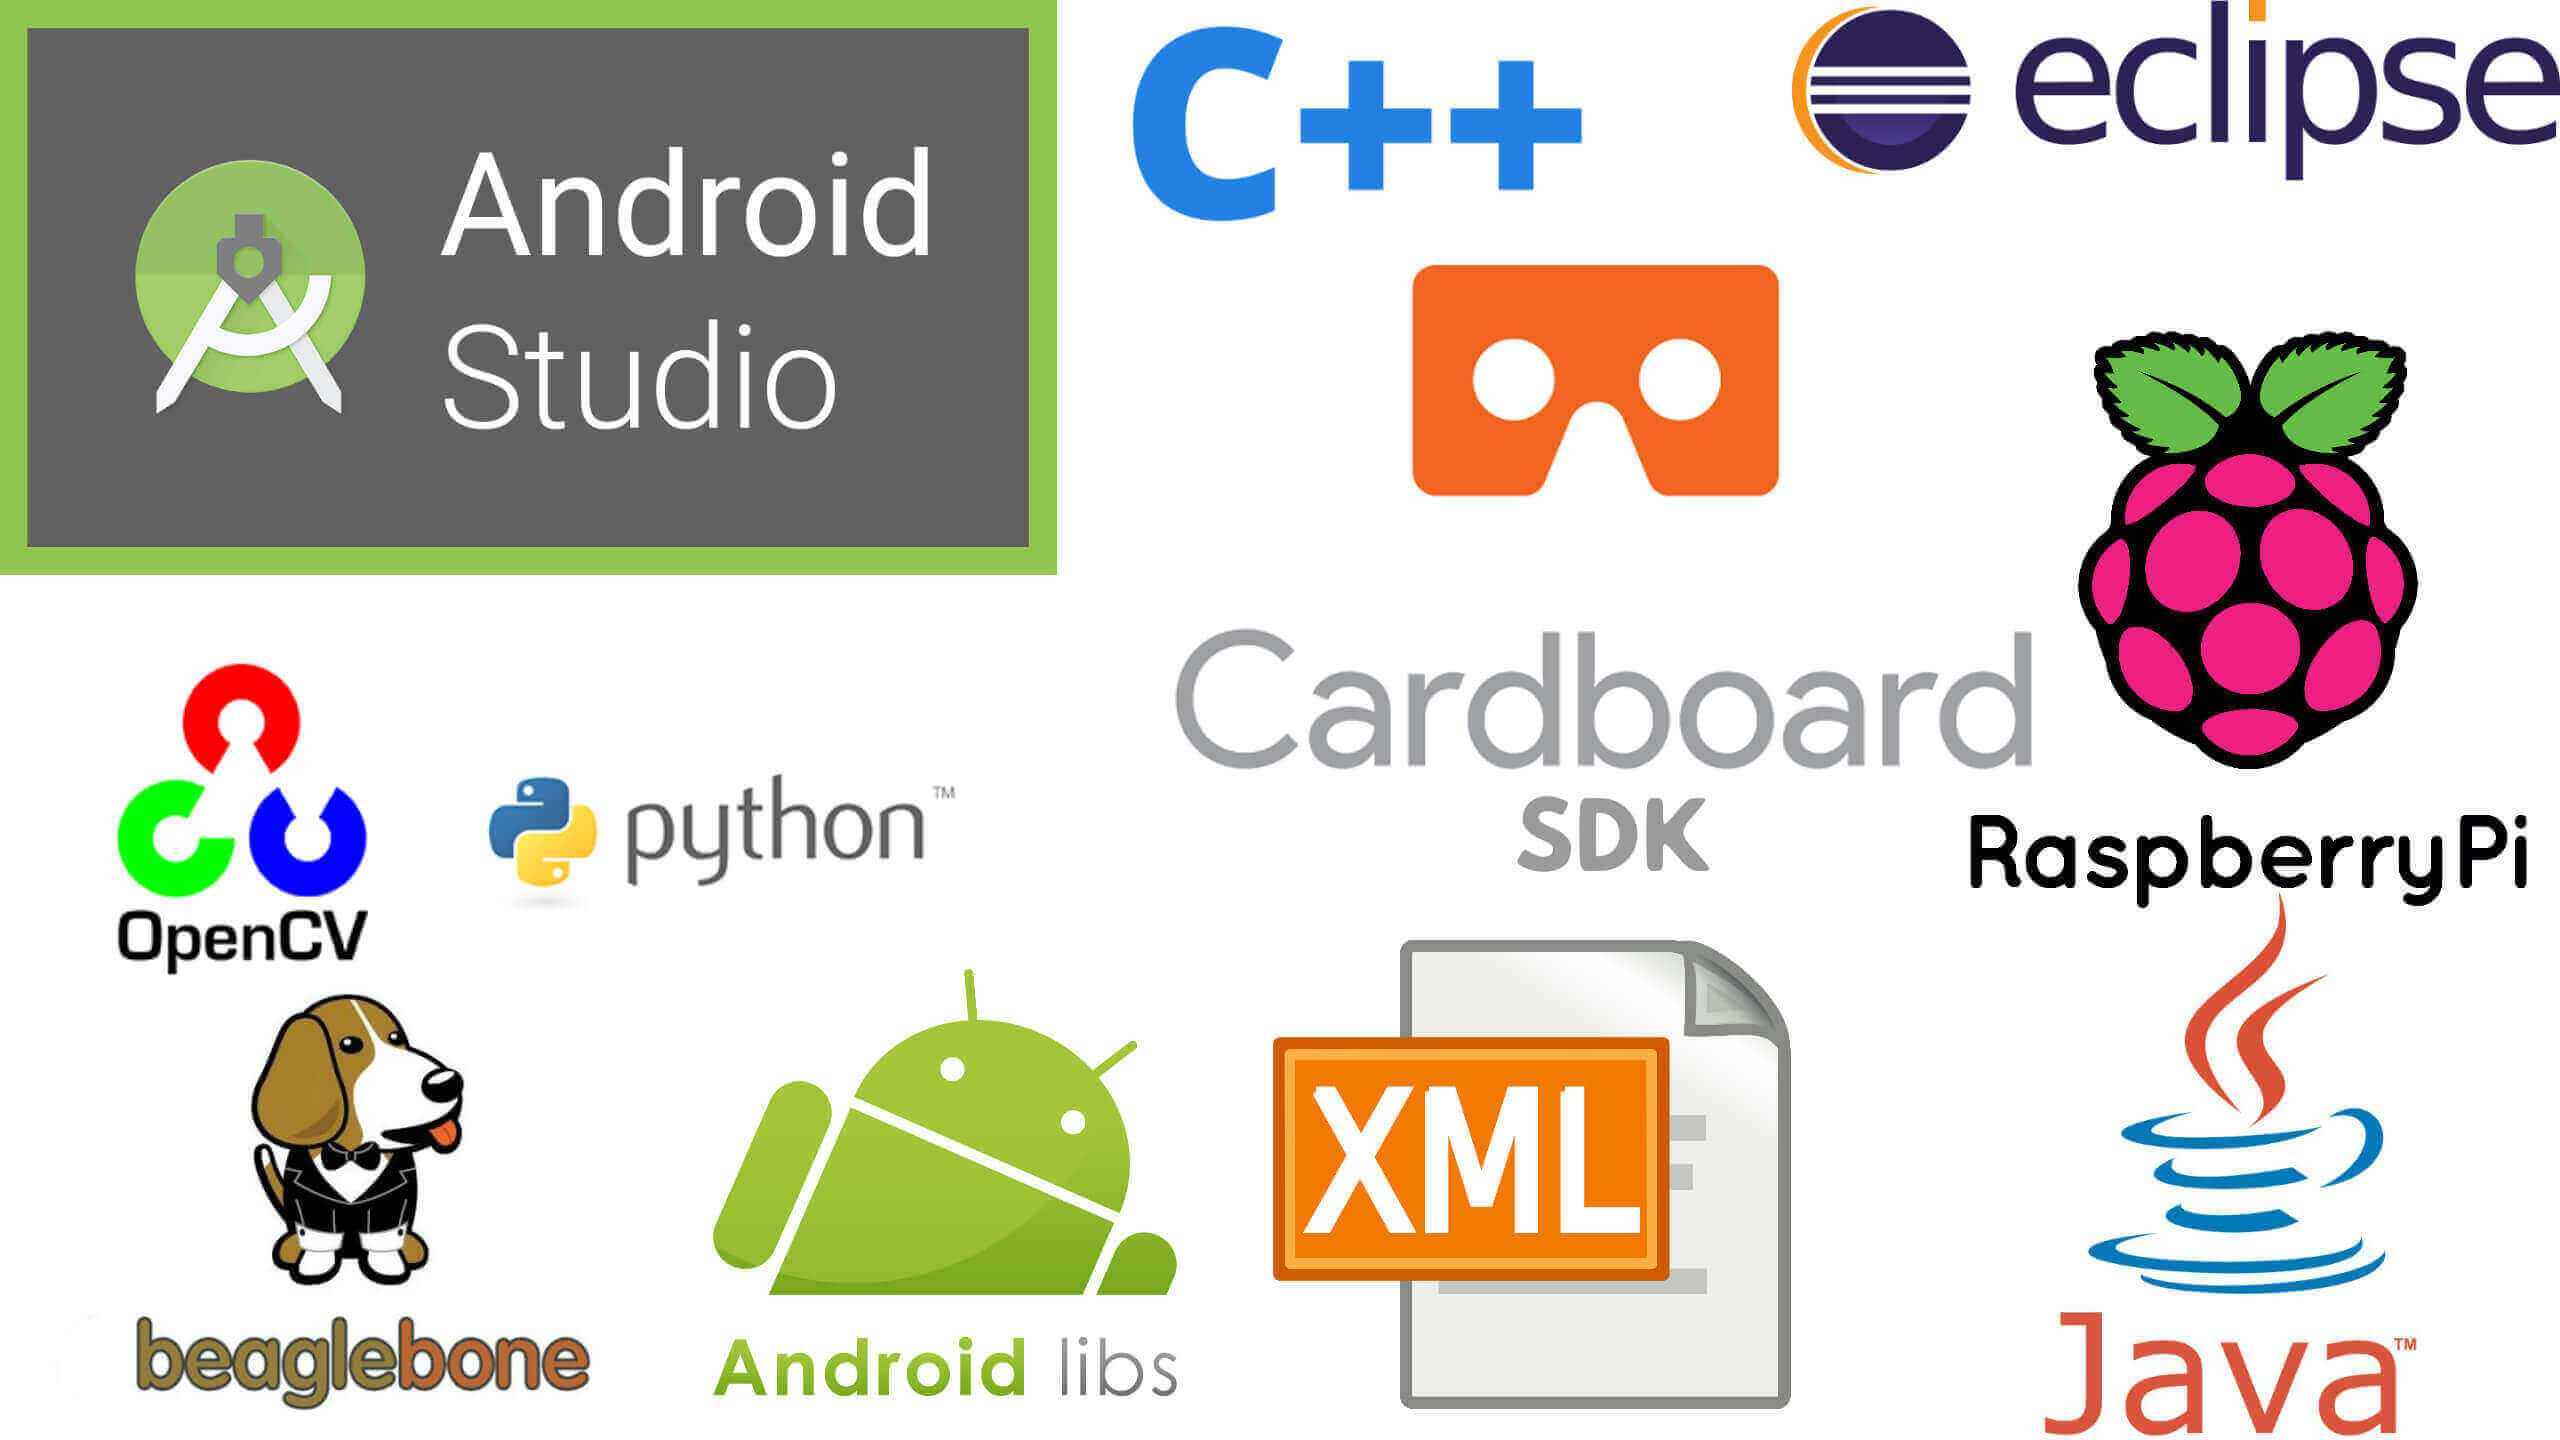 Android
Studio
C++
eclipse
Cardboard
SDK
RaspberryPi
OpenCV
python™
beaglebone
Android libs
XML
Java™